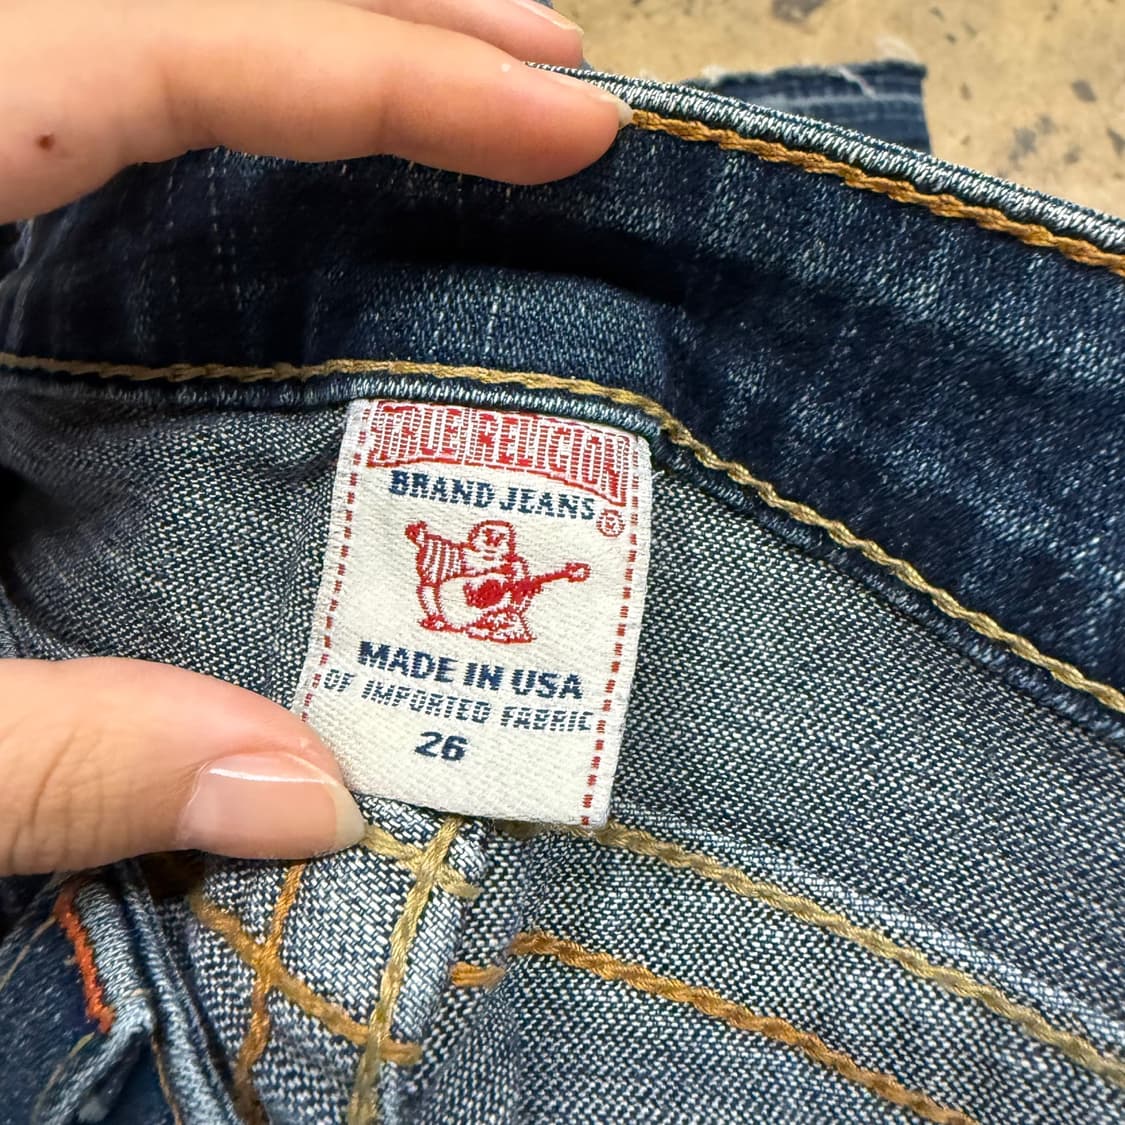 TRUE RELIGION
BRAND JEANS®
MADE IN USA
OF IMPORTED FABRIC
26